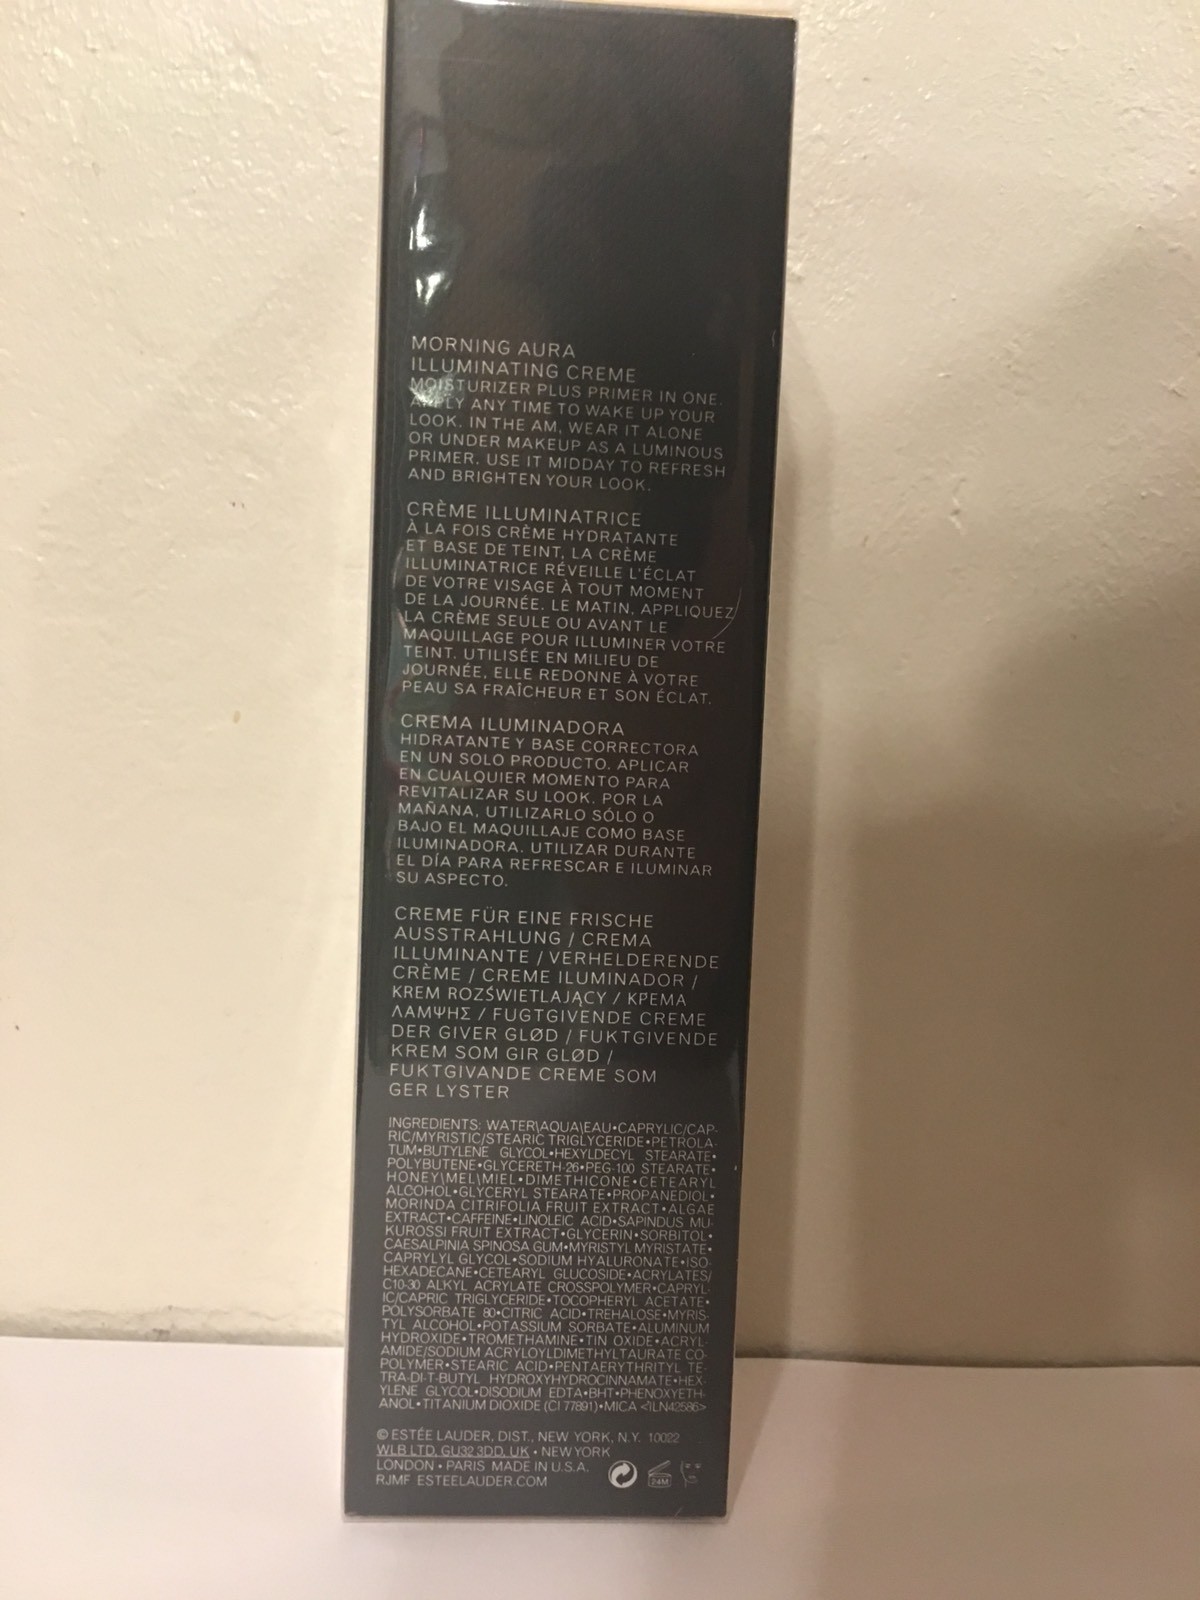 MORNING AURA
ILLUMINATING CREME
MOISTURIZER PLUS PRIMER IN ONE.
APPLY ANY TIME TO WAKE UP YOUR
LOOK. IN THE AM, WEAR IT ALONE
OR UNDER MAKEUP AS A LUMINOUS
PRIMER. USE IT MIDDAY TO REFRESH
AND BRIGHTEN YOUR LOOK.
CRÈME ILLUMINATRICE
À LA FOIS CRÈME HYDRATANTE
ET BASE DE TEINT, LA CRÈME
ILLUMINATRICE RÉVEILLE L'ÉCLAT
DE VOTRE VISAGE À TOUT MOMENT
DE LA JOURNÉE. LE MATIN, APPLIQUEZ
LA CRÈME SEULE OU AVANT LE
MAQUILLAGE POUR ILLUMINER VOTRE
TEINT. UTILISÉE EN MILIEU DE
JOURNÉE, ELLE REDONNE À VOTRE
PEAU SA FRAÎCHEUR ET SON ÉCLAT.
CREMA ILUMINADORA
HIDRATANTE Y BASE CORRECTORA
EN UN SOLO PRODUCTO. APLICAR
EN CUALQUIER MOMENTO PARA
REVITALIZAR SU LOOK. POR LA
MAÑANA, UTILIZARLO SÓLO O
BAJO EL MAQUILLAJE COMO BASE
ILUMINADORA. UTILIZAR DURANTE
EL DÍA PARA REFRESCAR E ILUMINAR
SU ASPECTO.
CREME FÜR EINE FRISCHE
AUSSTRAHLUNG / CREMA
ILLUMINANTE / VERHELDERENDE
CRÈME / CREME ILUMINADOR /
KREM ROZŚWIETLAJĄCY / ΚΡΕΜΑ
ΛΑΜΨΗΣ / FUGTGIVENDE CREME
DER GIVER GLØD / FUKTGIVENDE
KREM SOM GIR GLØD /
FUKTGIVANDE CREME SOM
GER LYSTER
INGREDIENTS: WATER\AQUA\EAU•CAPRYLIC/CAP-
RIC/MYRISTIC/STEARIC TRIGLYCERIDE•PETROLA-
TUM•BUTYLENE GLYCOL•HEXYLDECYL STEARATE•
POLYBUTENE•GLYCERETH-26•PEG-100 STEARATE•
HONEY\MEL\MIEL•DIMETHICONE•CETEARYL
ALCOHOL•GLYCERYL STEARATE•PROPANEDIOL•
MORINDA CITRIFOLIA FRUIT EXTRACT•ALGAE
EXTRACT•CAFFEINE•LINOLEIC ACID•SAPINDUS MU-
KUROSSI FRUIT EXTRACT•GLYCERIN•SORBITOL•
CAESALPINIA SPINOSA GUM•MYRISTYL MYRISTATE•
CAPRYLYL GLYCOL•SODIUM HYALURONATE•ISO-
HEXADECANE•CETEARYL GLUCOSIDE•ACRYLATES/
C10-30 ALKYL ACRYLATE CROSSPOLYMER•CAPRYL-
IC/CAPRIC TRIGLYCERIDE•TOCOPHERYL ACETATE•
POLYSORBATE 80•CITRIC ACID•TREHALOSE•MYRIS-
TYL ALCOHOL•POTASSIUM SORBATE•ALUMINUM
HYDROXIDE•TROMETHAMINE•TIN OXIDE•ACRYL-
AMIDE/SODIUM ACRYLOYLDIMETHYLTAURATE CO-
POLYMER•STEARIC ACID•PENTAERYTHRITYL TE-
TRA-DI-T-BUTYL HYDROXYHYDROCINNAMATE•HEX-
YLENE GLYCOL•DISODIUM EDTA•BHT•PHENOXYETH-
ANOL•TITANIUM DIOXIDE (CI 77891)•MICA <ILN42586>
© ESTÉE LAUDER, DIST., NEW YORK, N.Y. 10022
WLB LTD, GU32 3DD, UK • NEW YORK
LONDON • PARIS MADE IN U.S.A.
RJMF ESTEELAUDER.COM
24M